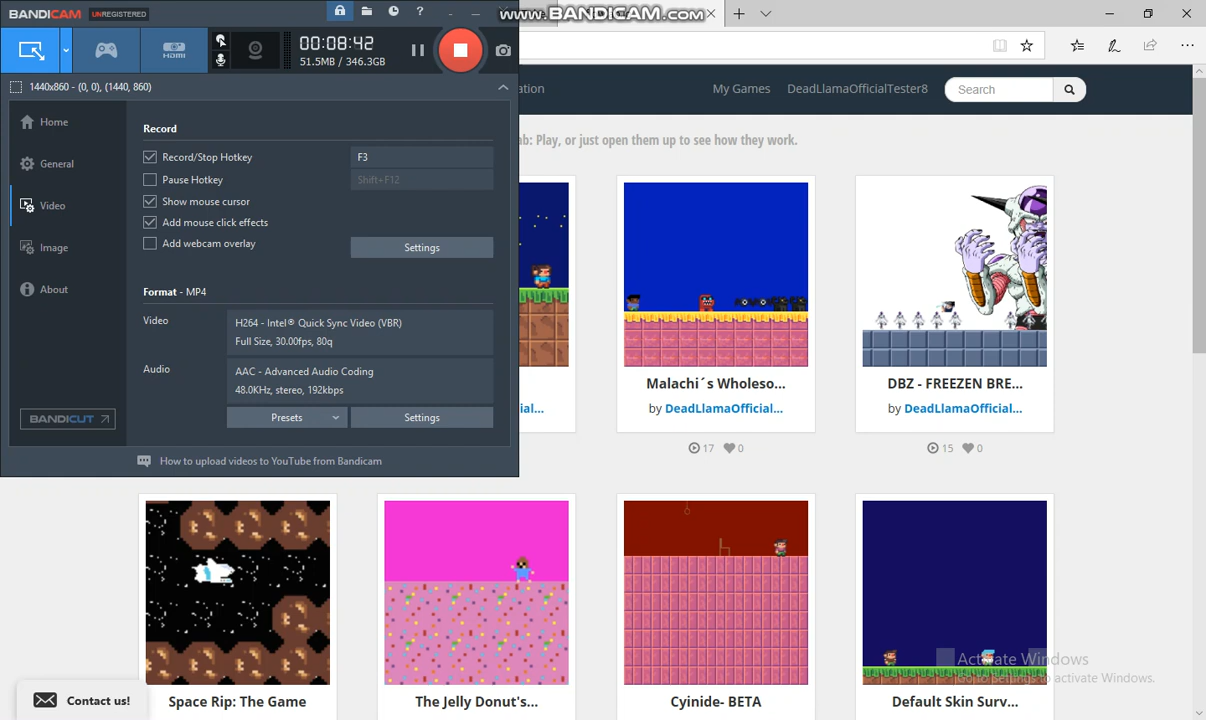 BANDICAM UNREGISTERED
www.BANDICAM.com
00:08:42
51.5MB / 346.3GB
HDMI
1440x860 - (0, 0), (1440, 860)
Home
General
Video
Image
About
BANDICUT
Record
Record/Stop Hotkey F3
Pause Hotkey Shift+F12
Show mouse cursor
Add mouse click effects
Add webcam overlay
Settings
Format - MP4
Video
H264 - Intel® Quick Sync Video (VBR)
Full Size, 30.00fps, 80q
Audio
AAC - Advanced Audio Coding
48.0KHz, stereo, 192kbps
Presets Settings
How to upload videos to YouTube from Bandicam
ation My Games DeadLlamaOfficialTester8 Search
ab: Play, or just open them up to see how they work.
ial...
Malachi´s Wholeso...
by DeadLlamaOfficial...
17 0
DBZ - FREEZEN BRE...
by DeadLlamaOfficial...
15 0
Space Rip: The Game
The Jelly Donut's...
Cyinide- BETA
Default Skin Surv...
Contact us!
Activate Windows
Go to Settings to activate Windows.